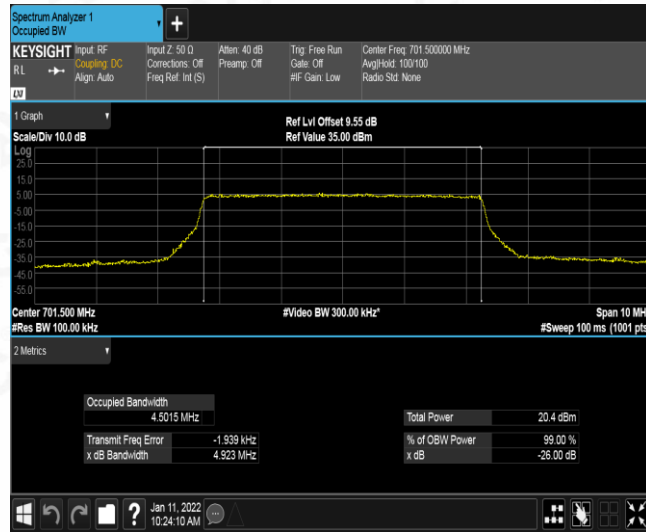 Spectrum Analyzer 1
Occupied BW
+
KEYSIGHT Input: RF Input Z: 50 Ω Atten: 40 dB Trig: Free Run Center Freq: 701.500000 MHz
RL Coupling: DC Corrections: Off Preamp: Off Gate: Off Avg|Hold: 100/100
Align: Auto Freq Ref: Int (S) #IF Gain: Low Radio Std: None
LXI
1 Graph
Ref Lvl Offset 9.55 dB
Scale/Div 10.0 dB Ref Value 35.00 dBm
Log
25.0
15.0
5.00
-5.00
-15.0
-25.0
-35.0
-45.0
-55.0
Center 701.500 MHz #Video BW 300.00 kHz* Span 10 MH
#Res BW 100.00 kHz #Sweep 100 ms (1001 pts
2 Metrics
Occupied Bandwidth
4.5015 MHz Total Power 20.4 dBm
Transmit Freq Error -1.939 kHz % of OBW Power 99.00 %
x dB Bandwidth 4.923 MHz x dB -26.00 dB
? Jan 11, 2022
10:24:10 AM